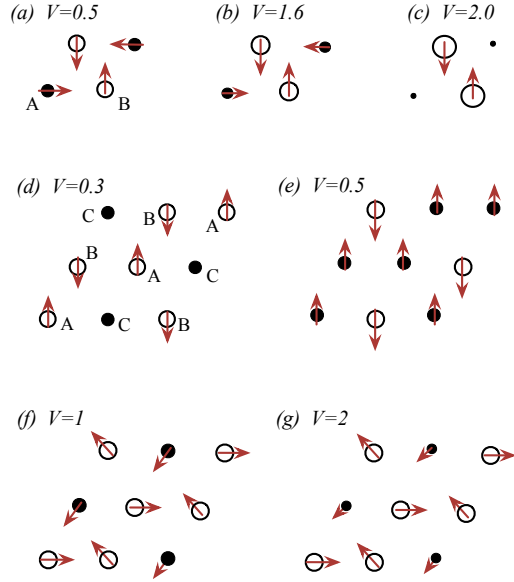 (a) V=0.5
(b) V=1.6
(c) V=2.0
A
B
(d) V=0.3
(e) V=0.5
C
B
A
B
A
C
A
C
B
(f) V=1
(g) V=2